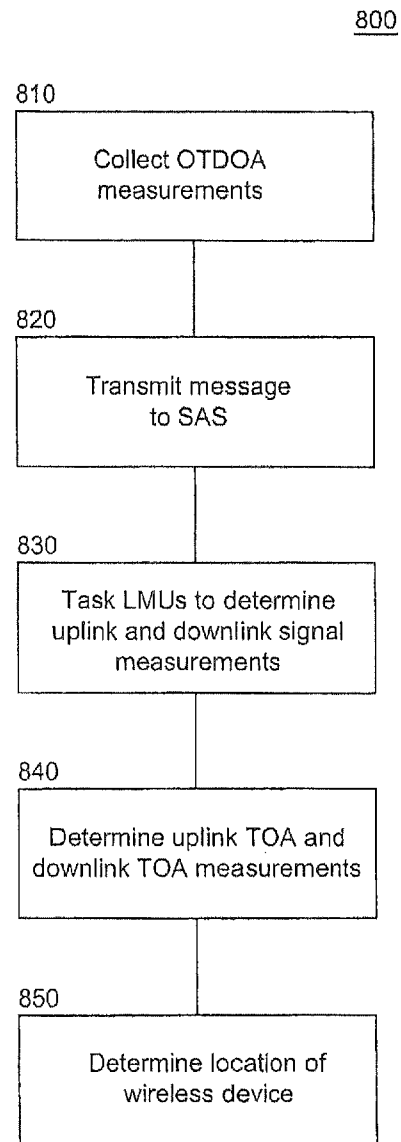 800
810
Collect OTDOA
measurements
820
Transmit message
to SAS
830
Task LMUs to determine
uplink and downlink signal
measurements
840
Determine uplink TOA and
downlink TOA measurements
850
Determine location of
wireless device